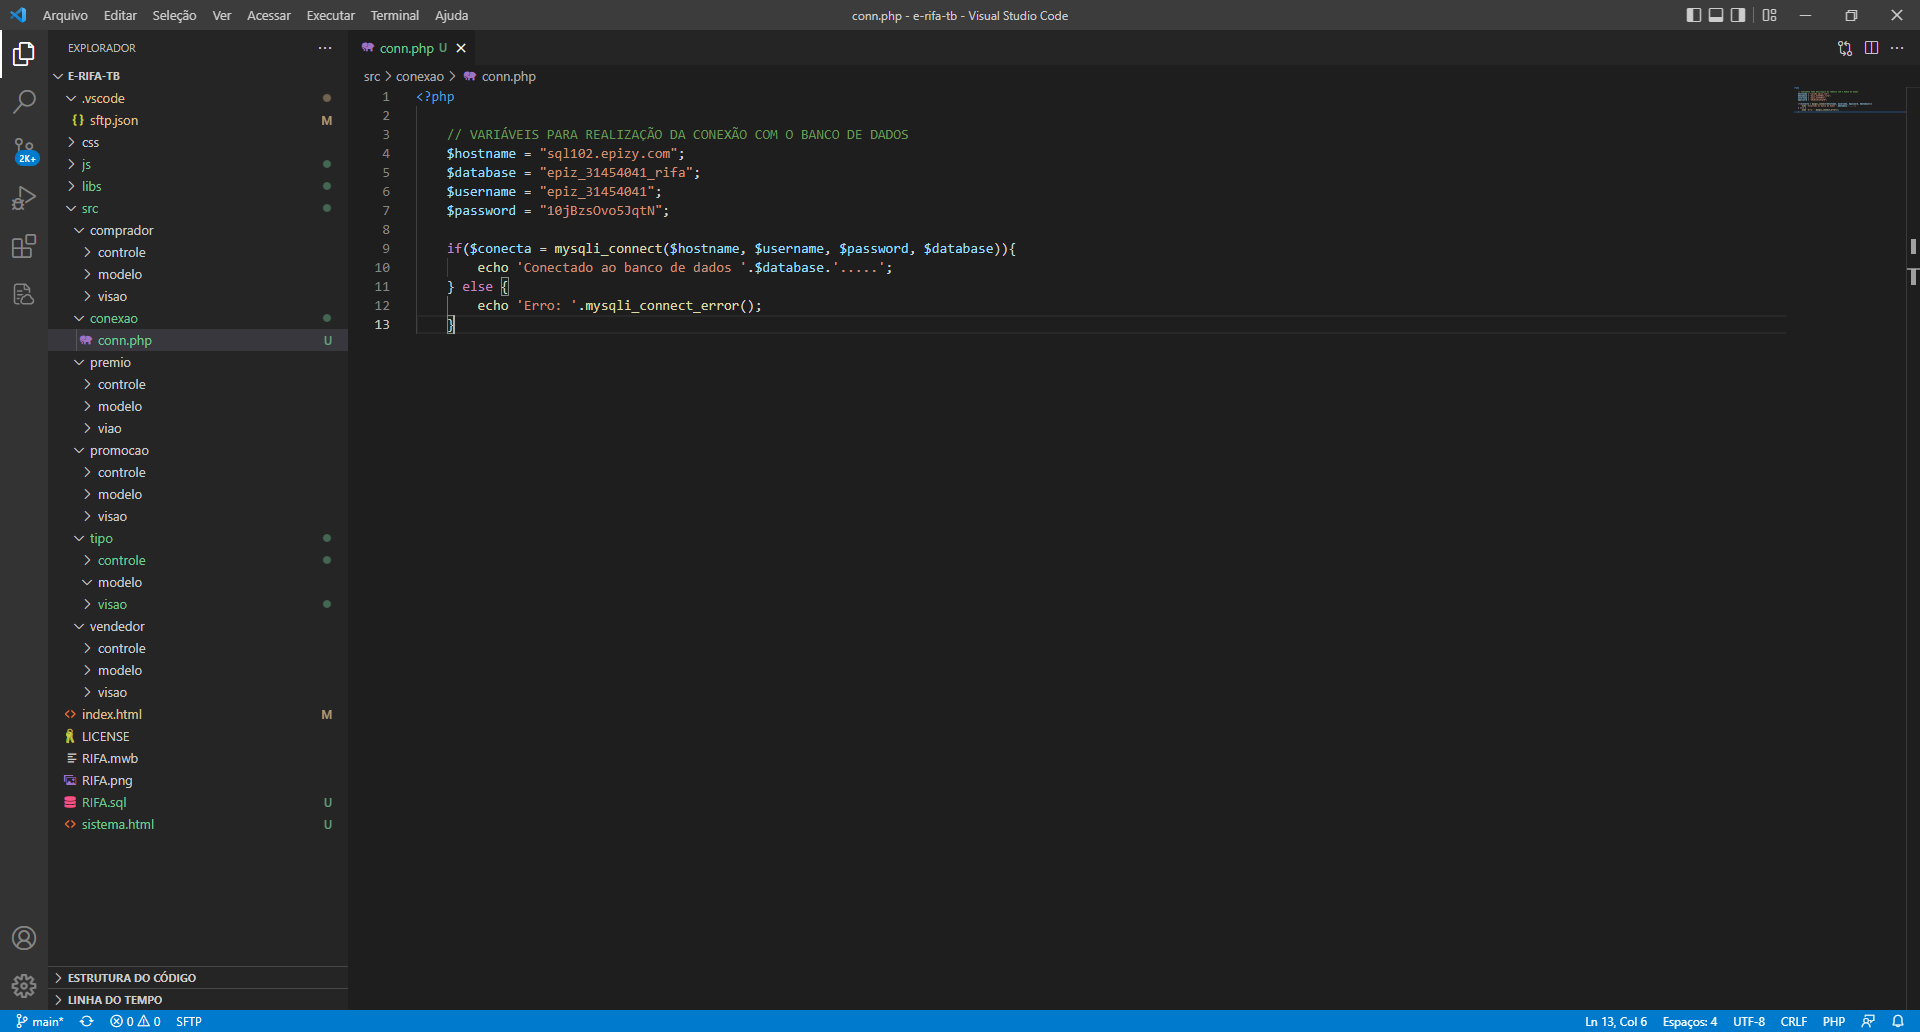 Arquivo Editar Seleção Ver Acessar Executar Terminal Ajuda
conn.php - e-rifa-tb - Visual Studio Code
EXPLORADOR
conn.php U
E-RIFA-TB
src > conexao > conn.php
.vscode
sftp.json M
css
js
libs
src
comprador
controle
modelo
visao
conexao
conn.php U
premio
controle
modelo
viao
promocao
controle
modelo
visao
tipo
controle
modelo
visao
vendedor
controle
modelo
visao
index.html M
LICENSE
RIFA.mwb
RIFA.png
RIFA.sql U
sistema.html U
ESTRUTURA DO CÓDIGO
LINHA DO TEMPO
2K+
1 <?php
2
3 // VARIÁVEIS PARA REALIZAÇÃO DA CONEXÃO COM O BANCO DE DADOS
4 $hostname = "sql102.epizy.com";
5 $database = "epiz_31454041_rifa";
6 $username = "epiz_31454041";
7 $password = "10jBzsOvo5JqtN";
8
9 if($conecta = mysqli_connect($hostname, $username, $password, $database)){
10 echo 'Conectado ao banco de dados '.$database.'.....';
11 } else {
12 echo 'Erro: '.mysqli_connect_error();
13 }
main* 0 0 SFTP
Ln 13, Col 6 Espaços: 4 UTF-8 CRLF PHP